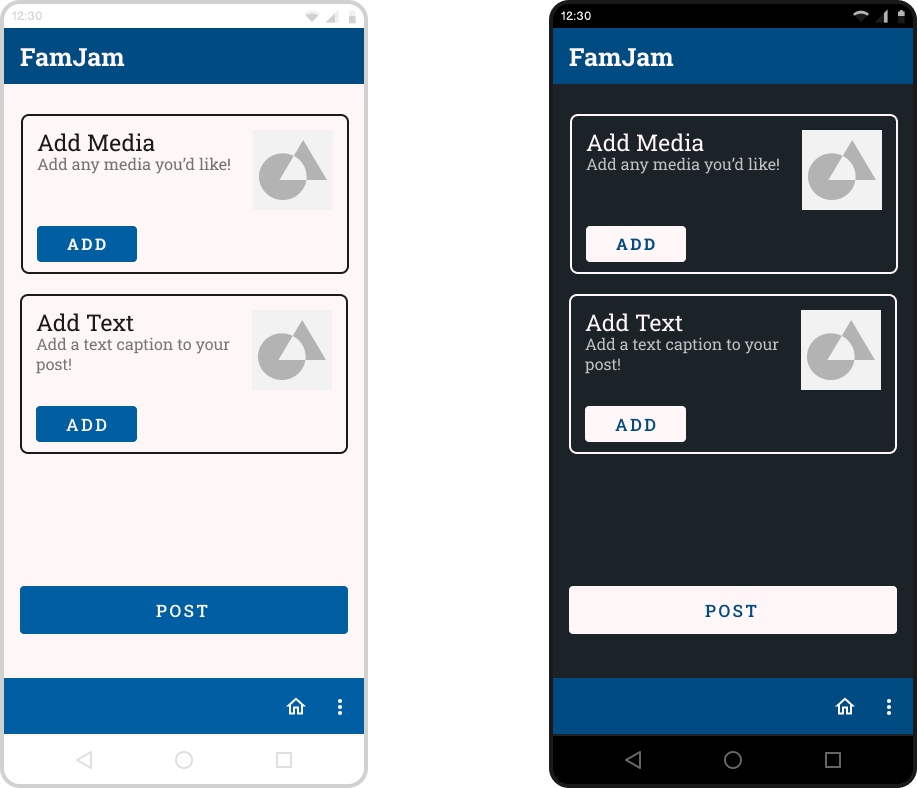 12:30
FamJam
Add Media
Add any media you’d like!
ADD
Add Text
Add a text caption to your
post!
ADD
POST
12:30
FamJam
Add Media
Add any media you’d like!
ADD
Add Text
Add a text caption to your
post!
ADD
POST